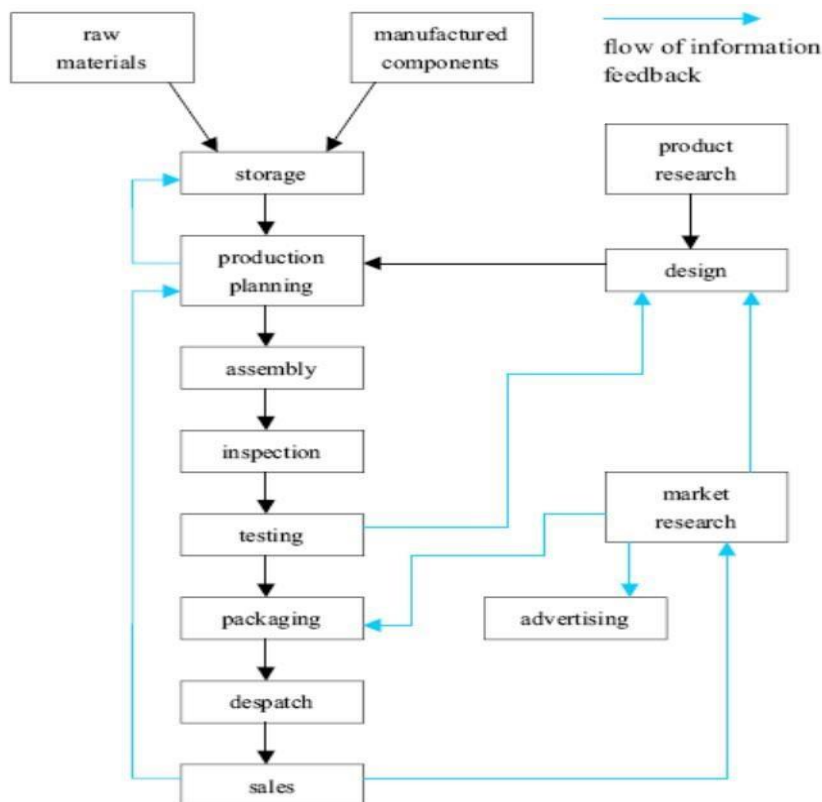 raw
materials
manufactured
components
flow of information
feedback
storage
product
research
production
planning
design
assembly
inspection
market
research
testing
packaging
advertising
despatch
sales